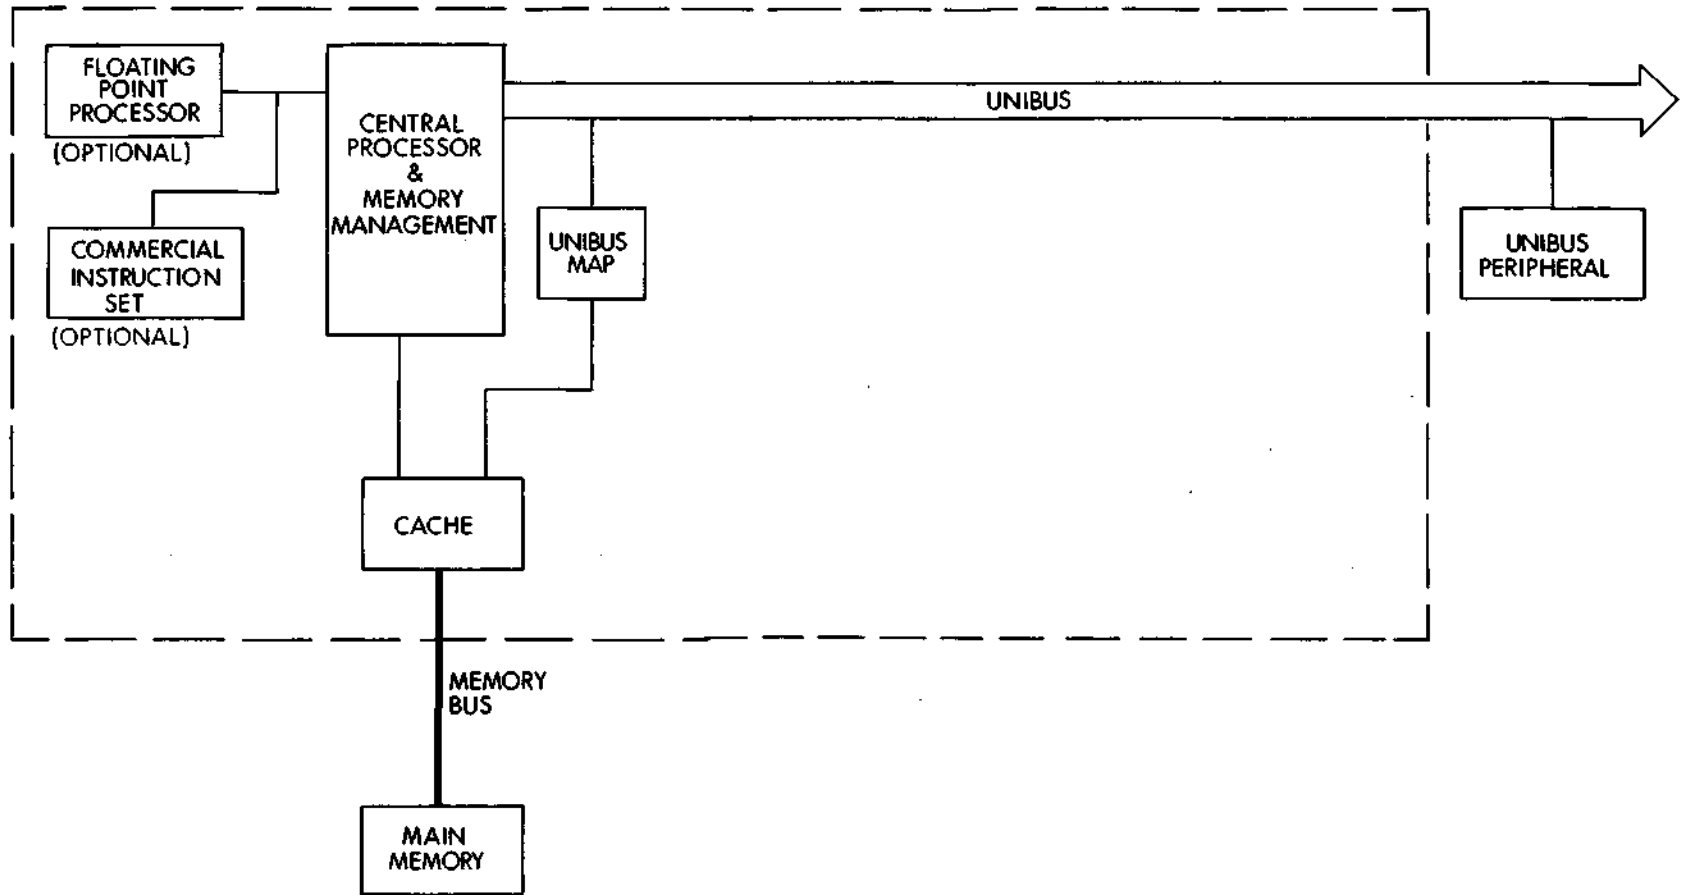 FLOATING
POINT
PROCESSOR
(OPTIONAL)
COMMERCIAL
INSTRUCTION
SET
(OPTIONAL)
CENTRAL
PROCESSOR
&
MEMORY
MANAGEMENT
UNIBUS
UNIBUS
MAP
UNIBUS
PERIPHERAL
CACHE
MEMORY
BUS
MAIN
MEMORY